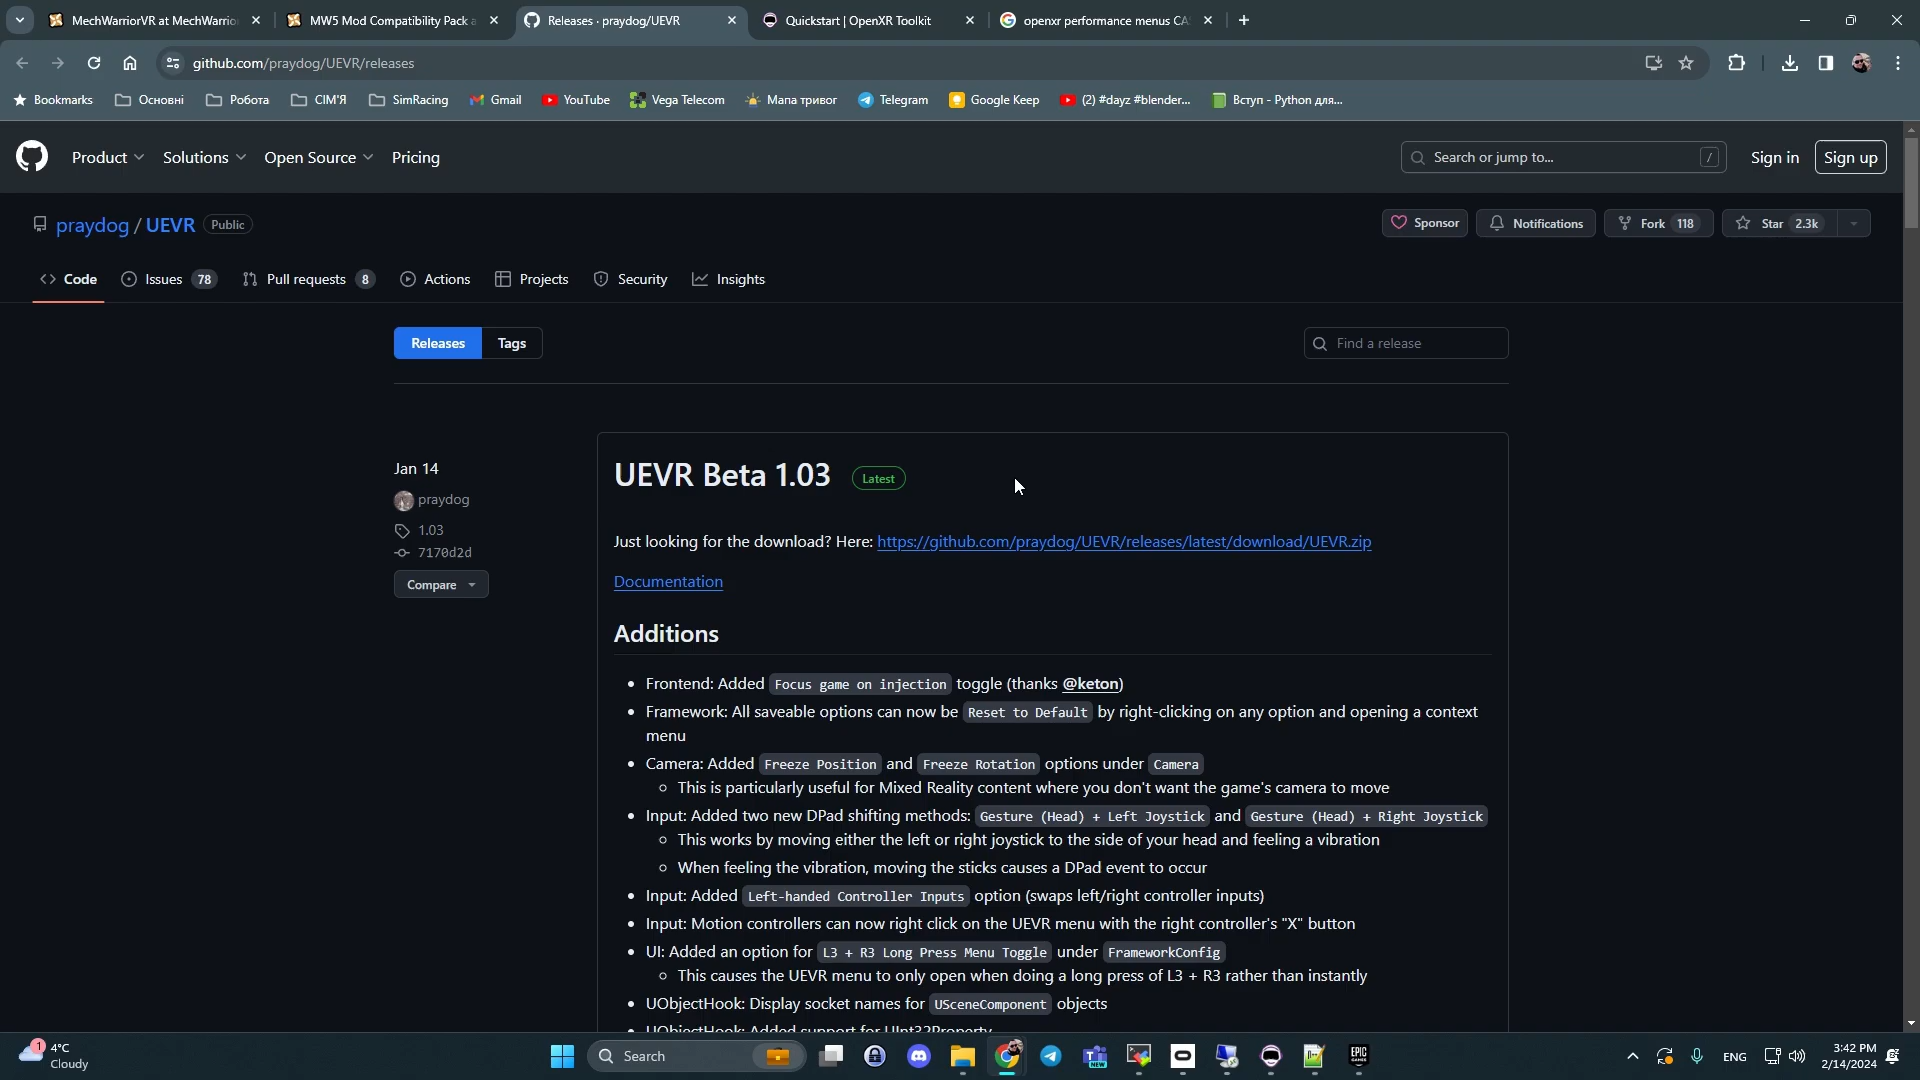 MechWarriorVR at MechWarrio
MW5 Mod Compatibility Pack a
Releases · praydog/UEVR
Quickstart | OpenXR Toolkit
openxr performance menus CA
github.com/praydog/UEVR/releases
Bookmarks Основні Робота СІМ'Я SimRacing Gmail YouTube Vega Telecom Мапа тривог Telegram Google Keep (2) #dayz #blender... Вступ - Python для...
Product Solutions Open Source Pricing Search or jump to... / Sign in Sign up
praydog / UEVR Public Sponsor Notifications Fork 118 Star 2.3k
Code Issues 78 Pull requests 8 Actions Projects Security Insights
Releases Tags Find a release
Jan 14
praydog
1.03
7170d2d
Compare
UEVR Beta 1.03 Latest
Just looking for the download? Here: https://github.com/praydog/UEVR/releases/latest/download/UEVR.zip
Documentation
Additions
Frontend: Added Focus game on injection toggle (thanks @keton)
Framework: All saveable options can now be Reset to Default by right-clicking on any option and opening a context
menu
Camera: Added Freeze Position and Freeze Rotation options under Camera
This is particularly useful for Mixed Reality content where you don't want the game's camera to move
Input: Added two new DPad shifting methods: Gesture (Head) + Left Joystick and Gesture (Head) + Right Joystick
This works by moving either the left or right joystick to the side of your head and feeling a vibration
When feeling the vibration, moving the sticks causes a DPad event to occur
Input: Added Left-handed Controller Inputs option (swaps left/right controller inputs)
Input: Motion controllers can now right click on the UEVR menu with the right controller's "X" button
UI: Added an option for L3 + R3 Long Press Menu Toggle under FrameworkConfig
This causes the UEVR menu to only open when doing a long press of L3 + R3 rather than instantly
UObjectHook: Display socket names for USceneComponent objects
UObjectHook: Added support for UInt32Property
1 4°C
Cloudy
Search
NEW
EPIC GAMES
ENG
3:42 PM
2/14/2024